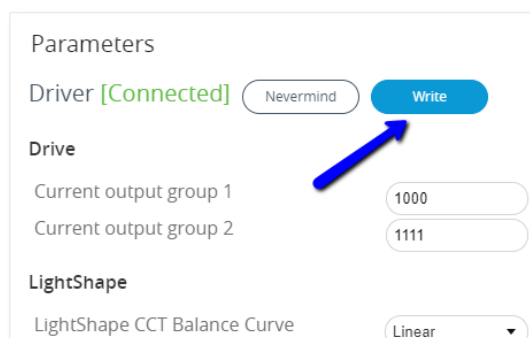 Parameters
Driver [Connected] Nevermind Write
Drive
Current output group 1 1000
Current output group 2 1111
LightShape
LightShape CCT Balance Curve Linear